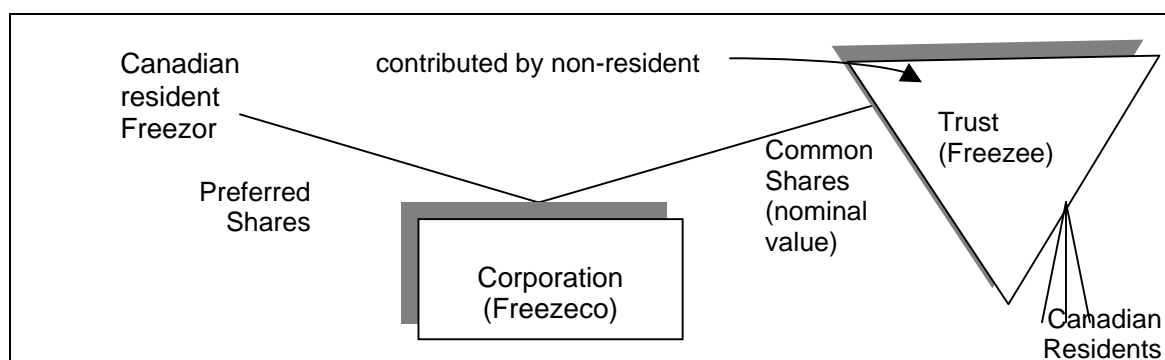 Canadian
resident
Freezor
contributed by non-resident
Trust
(Freezee)
Common
Shares
(nominal
value)
Preferred
Shares
Corporation
(Freezeco)
Canadian
Residents